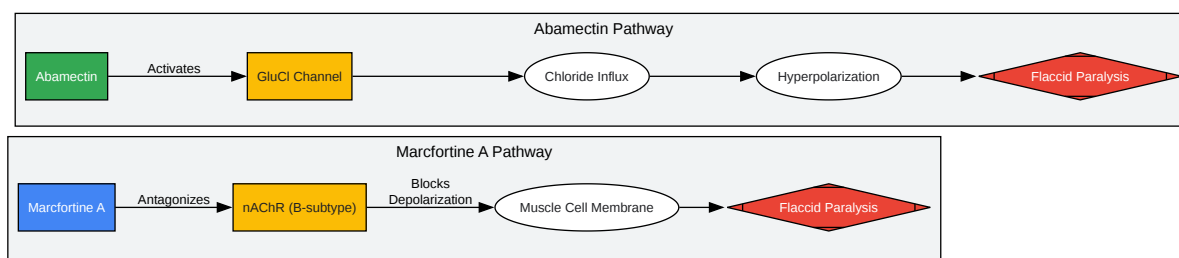 Abamectin Pathway
Abamectin
Activates
GluCl Channel
Chloride Influx
Hyperpolarization
Flaccid Paralysis
Marcfortine A Pathway
Marcfortine A
Antagonizes
nAChR (B-subtype)
Blocks
Depolarization
Muscle Cell Membrane
Flaccid Paralysis